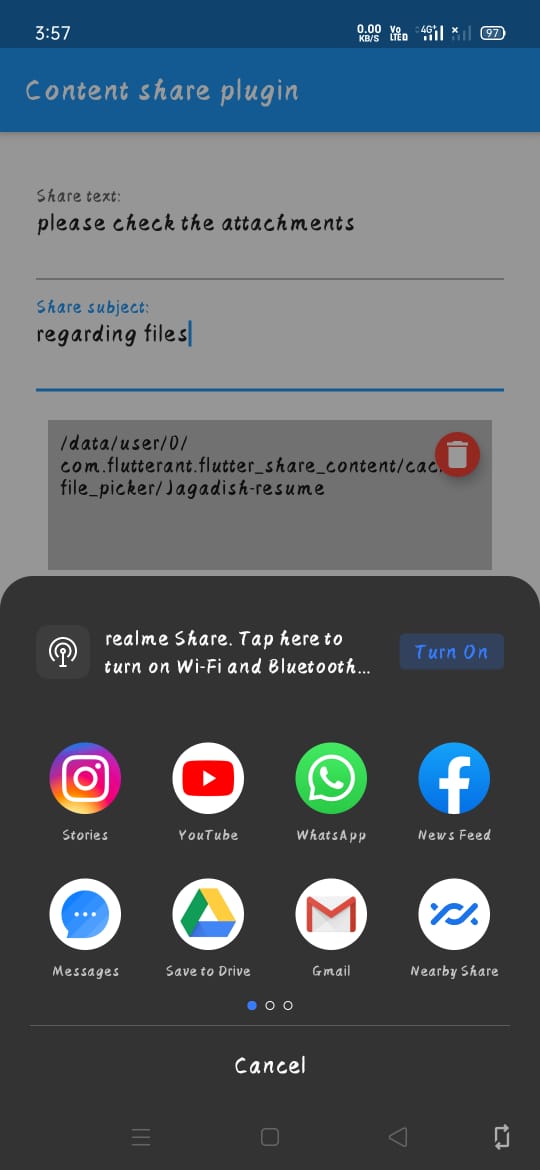 3:57
0.00
KB/S
Vo
LTED
4G+
x
97
Content share plugin
Share text:
please check the attachments
Share subject:
regarding files
/data/user/0/
com.flutterant.flutter_share_content/cac
file_picker/Jagadish-resume
realme Share. Tap here to
turn on Wi-Fi and Bluetooth...
Turn On
Stories
YouTube
WhatsApp
News Feed
Messages
Save to Drive
Gmail
Nearby Share
Cancel